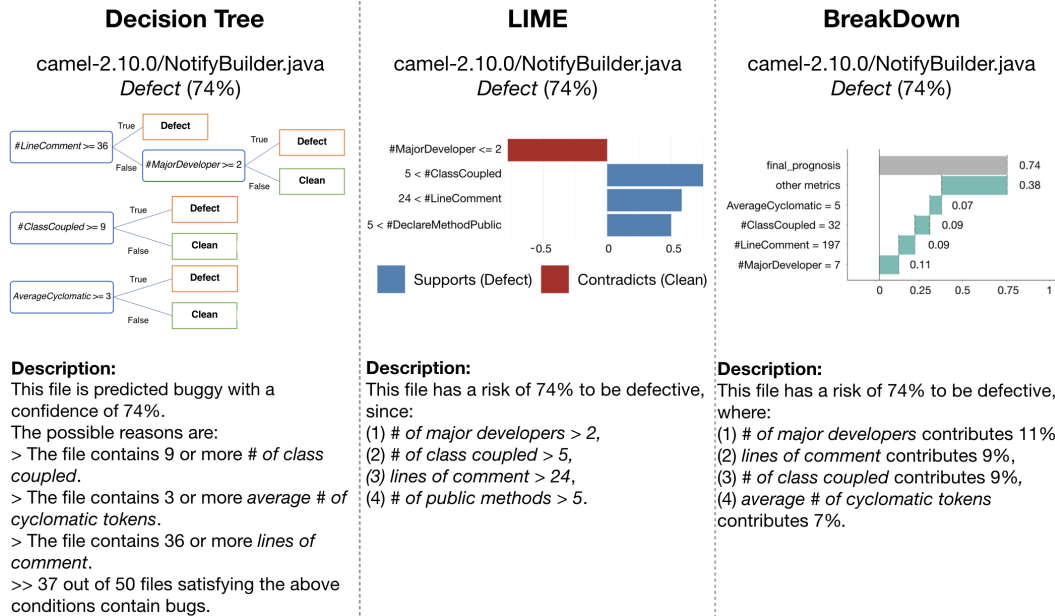 Decision Tree
camel-2.10.0/NotifyBuilder.java
Defect (74%)
#LineComment >= 36
True
Defect
False
#MajorDeveloper >= 2
True
Defect
False
Clean
#ClassCoupled >= 9
True
Defect
False
Clean
AverageCyclomatic >= 3
True
Defect
False
Clean
Description:
This file is predicted buggy with a
confidence of 74%.
The possible reasons are:
> The file contains 9 or more # of class
coupled.
> The file contains 3 or more average # of
cyclomatic tokens.
> The file contains 36 or more lines of
comment.
>> 37 out of 50 files satisfying the above
conditions contain bugs.
LIME
camel-2.10.0/NotifyBuilder.java
Defect (74%)
#MajorDeveloper <= 2
5 < #ClassCoupled
24 < #LineComment
5 < #DeclareMethodPublic
-0.5 0 0.5
Supports (Defect) Contradicts (Clean)
Description:
This file has a risk of 74% to be defective,
since:
(1) # of major developers > 2,
(2) # of class coupled > 5,
(3) lines of comment > 24,
(4) # of public methods > 5.
BreakDown
camel-2.10.0/NotifyBuilder.java
Defect (74%)
final_prognosis 0.74
other metrics 0.38
AverageCyclomatic = 5 0.07
#ClassCoupled = 32 0.09
#LineComment = 197 0.09
#MajorDeveloper = 7 0.11
0 0.25 0.5 0.75 1
Description:
This file has a risk of 74% to be defective,
where:
(1) # of major developers contributes 11%
(2) lines of comment contributes 9%,
(3) # of class coupled contributes 9%,
(4) average # of cyclomatic tokens
contributes 7%.